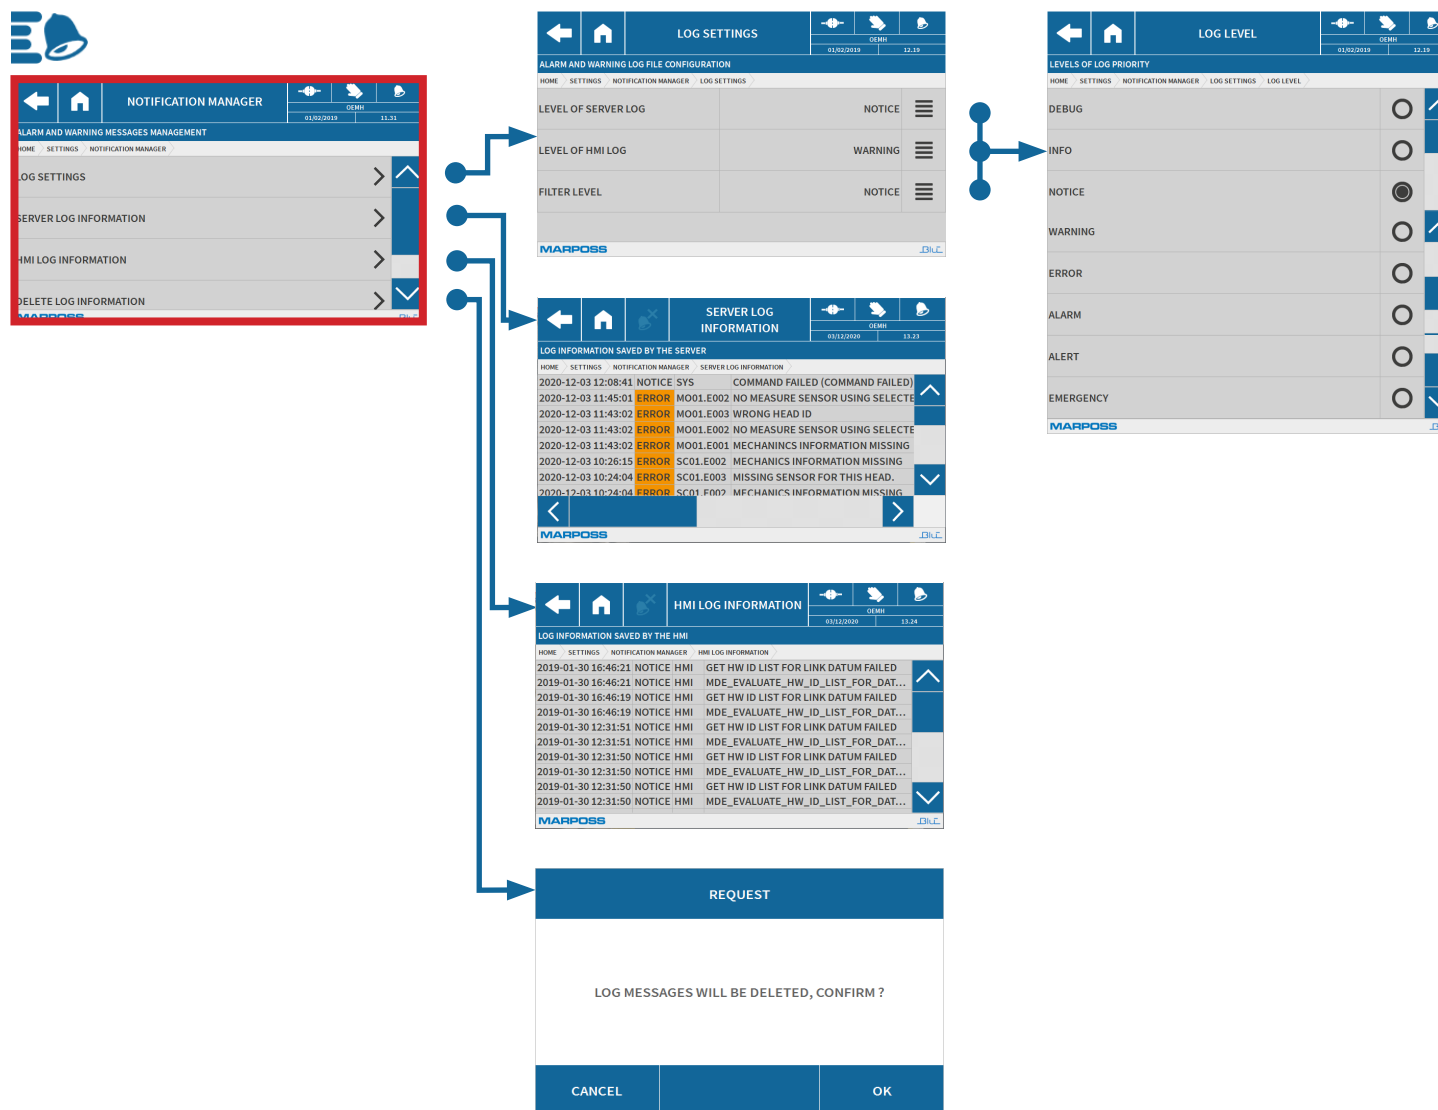 NOTIFICATION MANAGER
OEMH
01/02/2019 11.31
ALARM AND WARNING MESSAGES MANAGEMENT
HOME SETTINGS NOTIFICATION MANAGER
LOG SETTINGS
SERVER LOG INFORMATION
HMI LOG INFORMATION
DELETE LOG INFORMATION
MARPOSS
LOG SETTINGS
OEMH
01/02/2019 12.19
ALARM AND WARNING LOG FILE CONFIGURATION
HOME SETTINGS NOTIFICATION MANAGER LOG SETTINGS
LEVEL OF SERVER LOG NOTICE
LEVEL OF HMI LOG WARNING
FILTER LEVEL NOTICE
MARPOSS BLÚ
LOG LEVEL
OEMH
01/02/2019 12.19
LEVELS OF LOG PRIORITY
HOME SETTINGS NOTIFICATION MANAGER LOG SETTINGS LOG LEVEL
DEBUG
INFO
NOTICE
WARNING
ERROR
ALARM
ALERT
EMERGENCY
MARPOSS
SERVER LOG
INFORMATION
OEMH
03/12/2020 13.23
LOG INFORMATION SAVED BY THE SERVER
HOME SETTINGS NOTIFICATION MANAGER SERVER LOG INFORMATION
2020-12-03 12:08:41 NOTICE SYS COMMAND FAILED (COMMAND FAILED)
2020-12-03 11:45:01 ERROR MO01.E002 NO MEASURE SENSOR USING SELECTE
2020-12-03 11:43:02 ERROR MO01.E003 WRONG HEAD ID
2020-12-03 11:43:02 ERROR MO01.E002 NO MEASURE SENSOR USING SELECTE
2020-12-03 11:43:02 ERROR MO01.E001 MECHANINCS INFORMATION MISSING
2020-12-03 10:26:15 ERROR SC01.E002 MECHANICS INFORMATION MISSING
2020-12-03 10:24:04 ERROR SC01.E003 MISSING SENSOR FOR THIS HEAD.
2020-12-03 10:24:04 ERROR SC01.E002 MECHANICS INFORMATION MISSING
MARPOSS BLÚ
HMI LOG INFORMATION
OEMH
03/12/2020 13.24
LOG INFORMATION SAVED BY THE HMI
HOME SETTINGS NOTIFICATION MANAGER HMI LOG INFORMATION
2019-01-30 16:46:21 NOTICE HMI GET HW ID LIST FOR LINK DATUM FAILED
2019-01-30 16:46:21 NOTICE HMI MDE_EVALUATE_HW_ID_LIST_FOR_DAT...
2019-01-30 16:46:19 NOTICE HMI GET HW ID LIST FOR LINK DATUM FAILED
2019-01-30 16:46:19 NOTICE HMI MDE_EVALUATE_HW_ID_LIST_FOR_DAT...
2019-01-30 12:31:51 NOTICE HMI GET HW ID LIST FOR LINK DATUM FAILED
2019-01-30 12:31:51 NOTICE HMI MDE_EVALUATE_HW_ID_LIST_FOR_DAT...
2019-01-30 12:31:50 NOTICE HMI GET HW ID LIST FOR LINK DATUM FAILED
2019-01-30 12:31:50 NOTICE HMI MDE_EVALUATE_HW_ID_LIST_FOR_DAT...
2019-01-30 12:31:50 NOTICE HMI GET HW ID LIST FOR LINK DATUM FAILED
2019-01-30 12:31:50 NOTICE HMI MDE_EVALUATE_HW_ID_LIST_FOR_DAT...
MARPOSS BLÚ
REQUEST
LOG MESSAGES WILL BE DELETED, CONFIRM ?
CANCEL OK